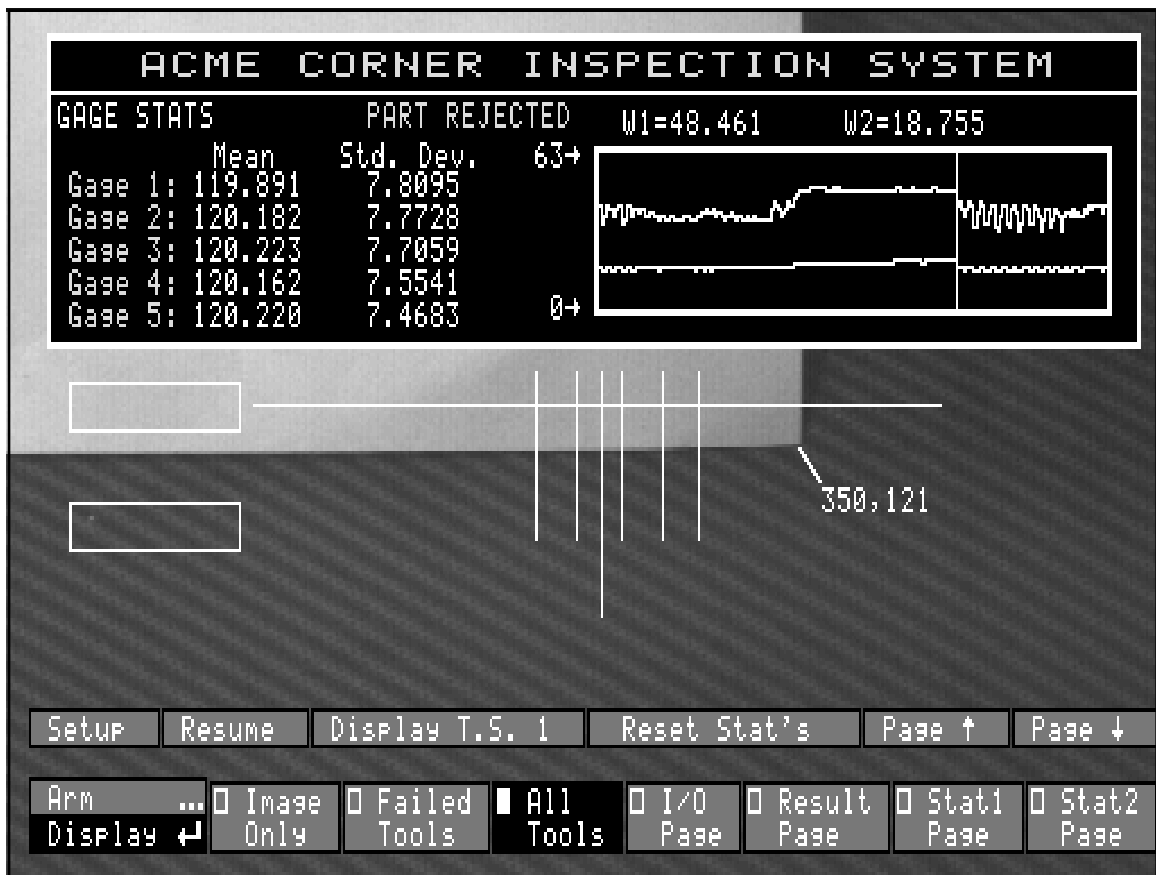 ACME CORNER INSPECTION SYSTEM
GAGE STATS PART REJECTED W1=48.461 W2=18.755
Mean Std. Dev. 63→
Gage 1: 119.891 7.8095
Gage 2: 120.182 7.7728
Gage 3: 120.223 7.7059
Gage 4: 120.162 7.5541
Gage 5: 120.220 7.4683 0→
350,121
Setup Resume Display T.S. 1 Reset Stat's Page ↑ Page ↓
Arm ... Image Failed All I/O Result Stat1 Stat2
Display ↵ Only Tools Tools Page Page Page Page